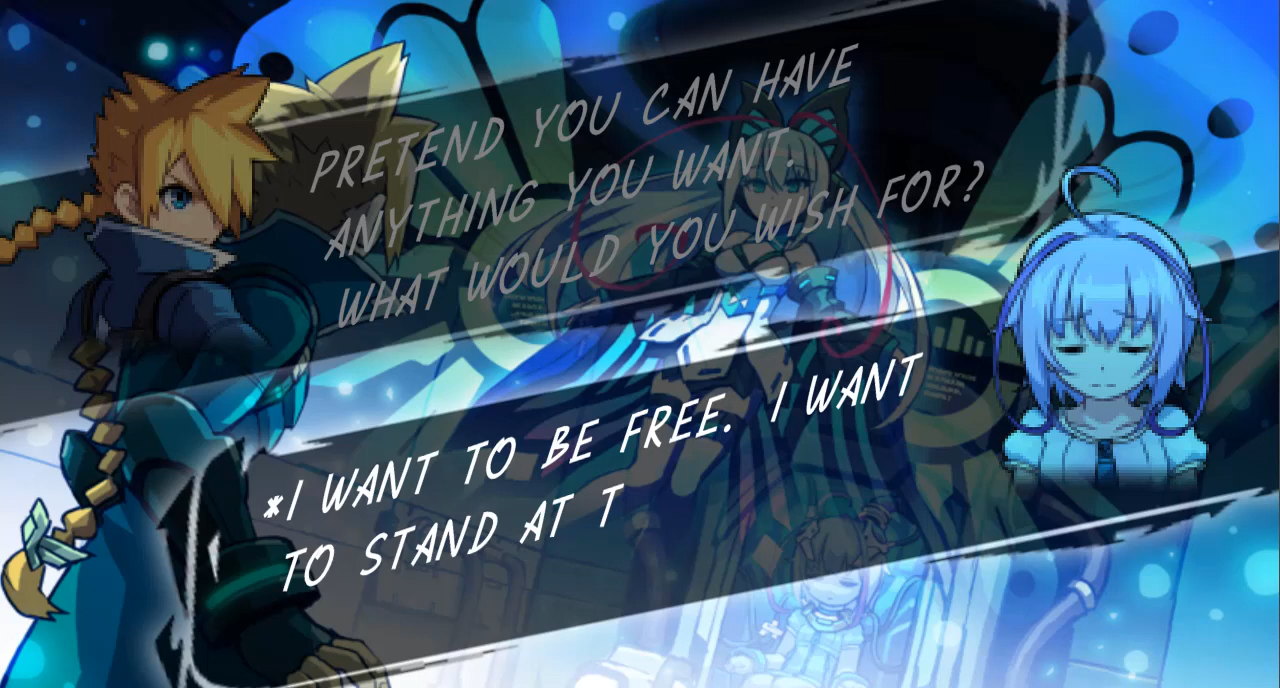 PRETEND YOU CAN HAVE
ANYTHING YOU WANT.
WHAT WOULD YOU WISH FOR?
*I WANT TO BE FREE. I WANT
TO STAND AT T